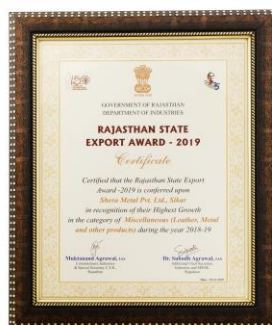 GOVERNMENT OF RAJASTHAN
DEPARTMENT OF INDUSTRIES
RAJASTHAN STATE
EXPORT AWARD - 2019
Certificate
Certified that the Rajasthan State Export
Award -2019 is conferred upon
Shera Metal Pvt. Ltd., Sikar
in recognition of their Highest Growth
in the category of Miscellaneous (Leather, Metal
and other products) during the year 2018-19
Muktanand Agrawal, IAS
Dr. Subodh Agrawal, IAS